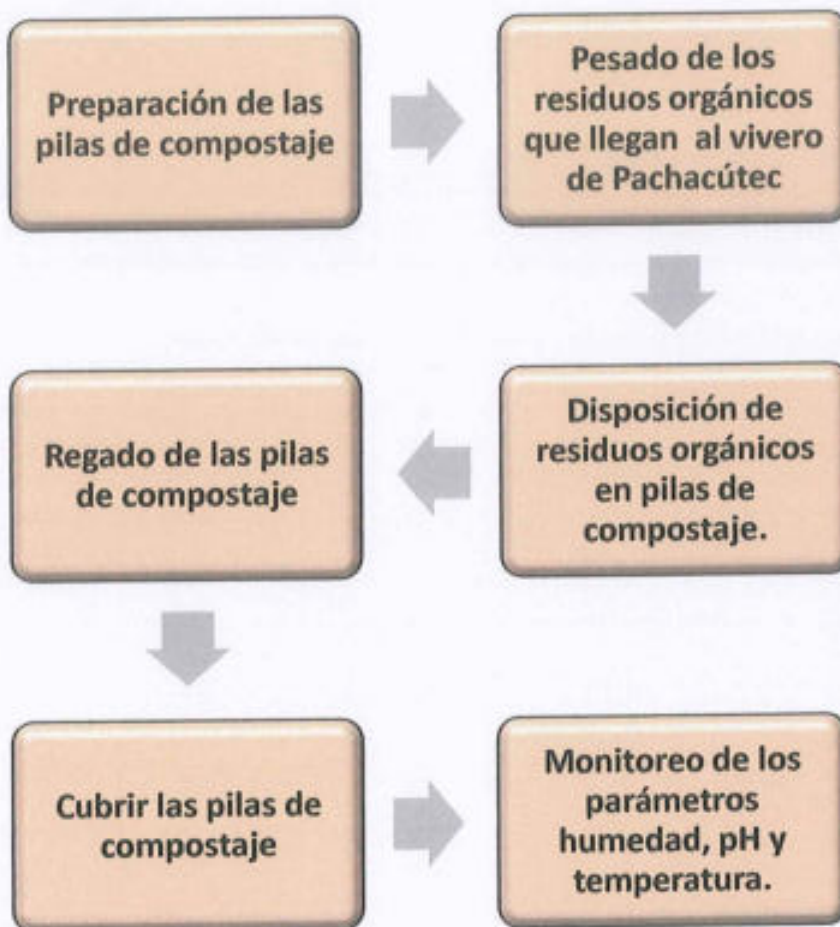 Preparación de las
pilas de compostaje
Pesado de los
residuos orgánicos
que llegan al vivero
de Pachacútec
Disposición de
residuos orgánicos
en pilas de
compostaje.
Regado de las pilas
de compostaje
Cubrir las pilas de
compostaje
Monitoreo de los
parámetros
humedad, pH y
temperatura.